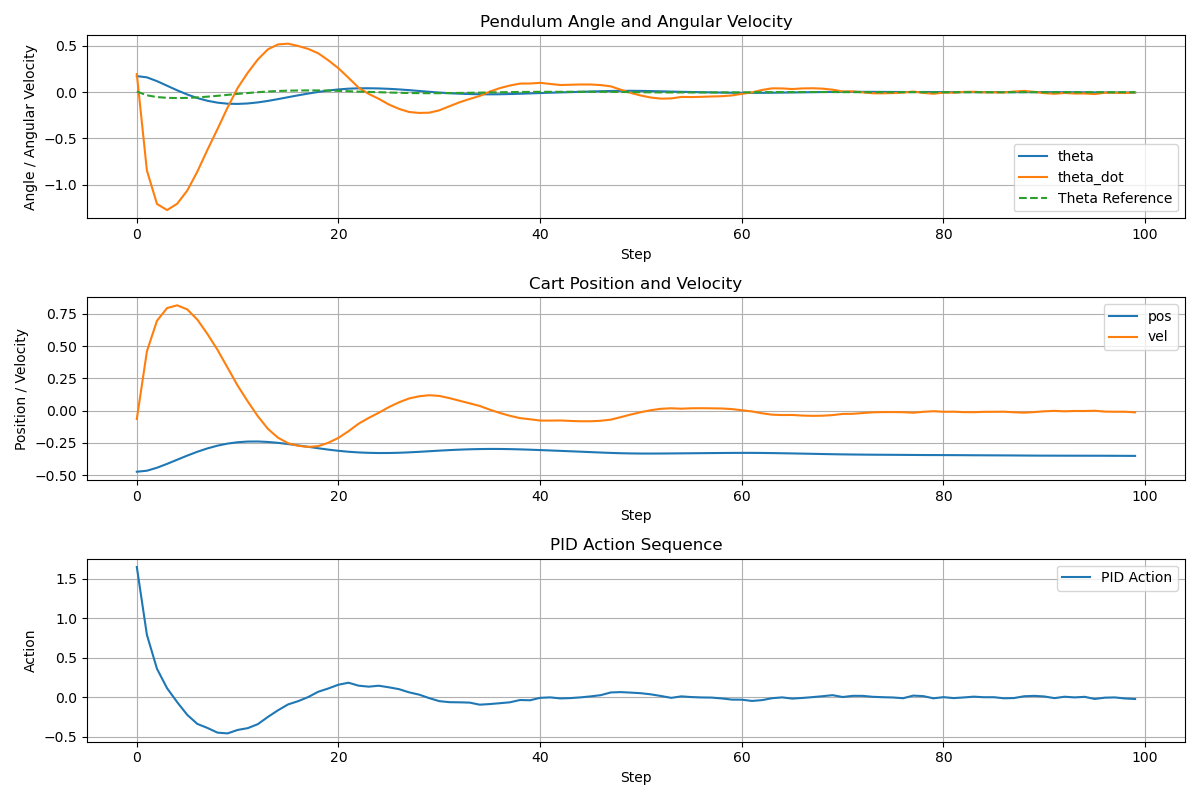 Pendulum Angle and Angular Velocity
Angle / Angular Velocity
0.5
0.0
−0.5
−1.0
theta
theta_dot
Theta Reference
0 20 40 60 80 100
Step
Cart Position and Velocity
Position / Velocity
0.75
0.50
0.25
0.00
−0.25
−0.50
pos
vel
0 20 40 60 80 100
Step
PID Action Sequence
Action
1.5
1.0
0.5
0.0
−0.5
PID Action
0 20 40 60 80 100
Step